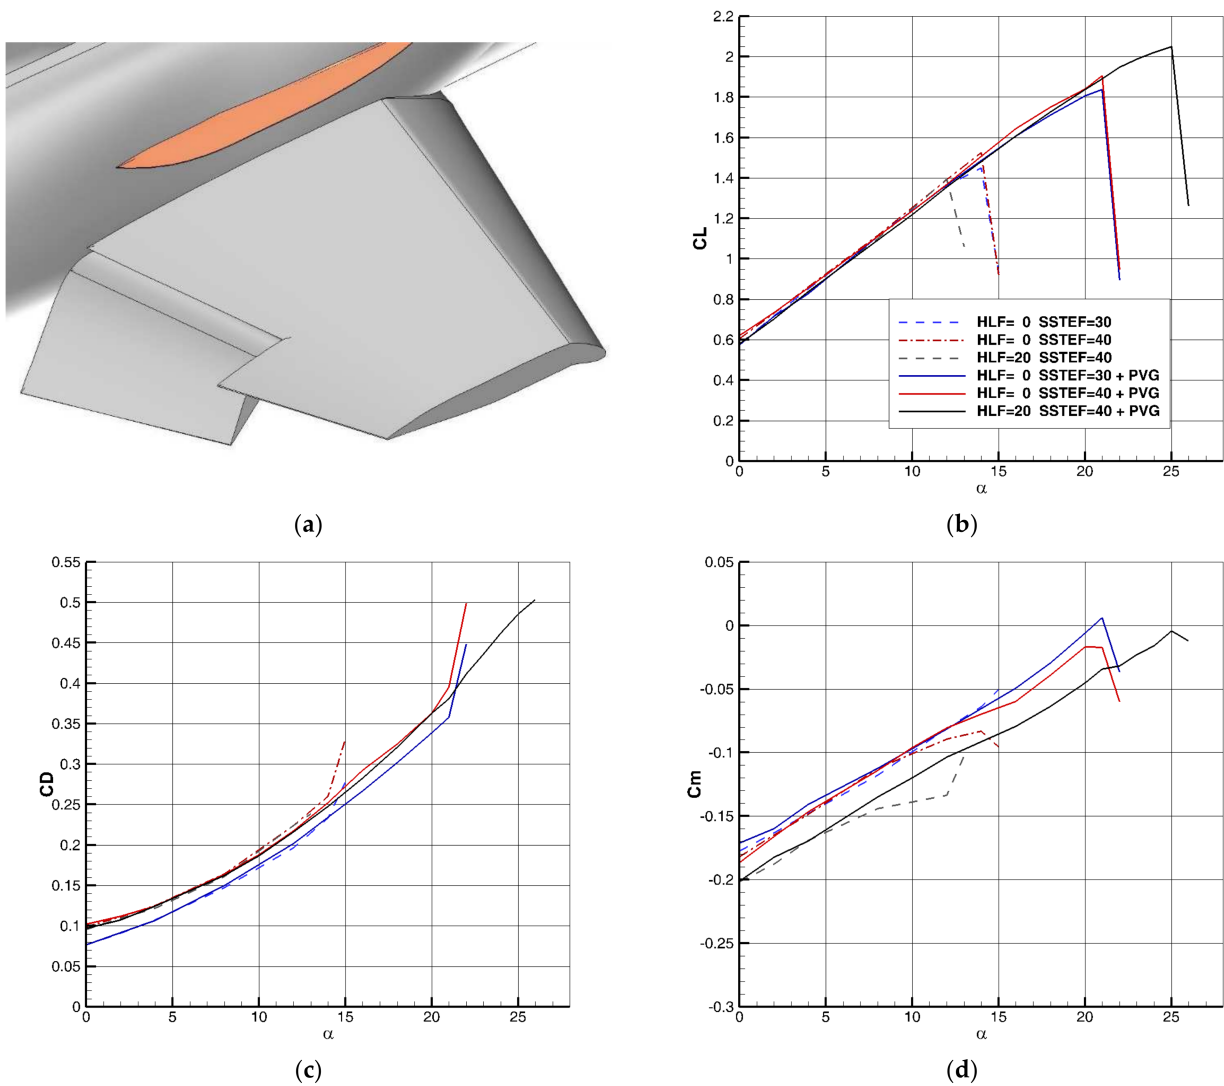 2.2
2
1.8
1.6
1.4
1.2
1
0.8
0.6
0.4
0.2
0
CL
HLF= 0 SSTEF=30
HLF= 0 SSTEF=40
HLF=20 SSTEF=40
HLF= 0 SSTEF=30 + PVG
HLF= 0 SSTEF=40 + PVG
HLF=20 SSTEF=40 + PVG
0 5 10 15 20 25
α
(a)
(b)
0.55
0.5
0.45
0.4
0.35
0.3
0.25
0.2
0.15
0.1
0.05
0
CD
0 5 10 15 20 25
α
(c)
0.05
0
-0.05
-0.1
-0.15
-0.2
-0.25
-0.3
Cm
0 5 10 15 20 25
α
(d)